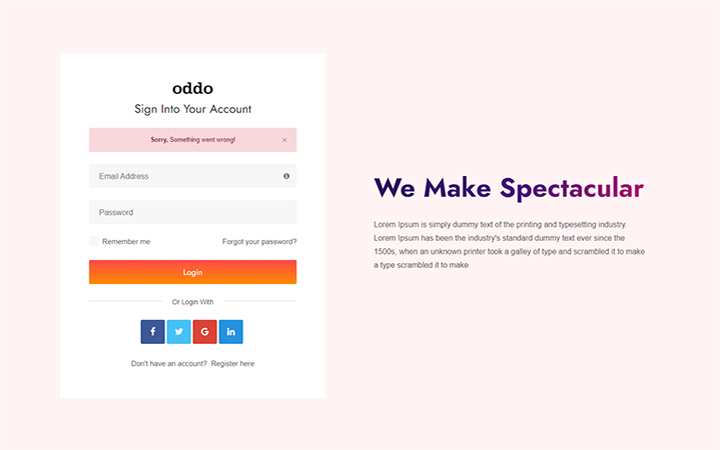 oddo
Sign Into Your Account
Sorry, Something went wrong! ×
Email Address
Password
Remember me Forgot your password?
Login
Or Login With
Don't have an account? Register here
We Make Spectacular
Lorem Ipsum is simply dummy text of the printing and typesetting industry.
Lorem Ipsum has been the industry's standard dummy text ever since the
1500s, when an unknown printer took a galley of type and scrambled it to make
a type scrambled it to make